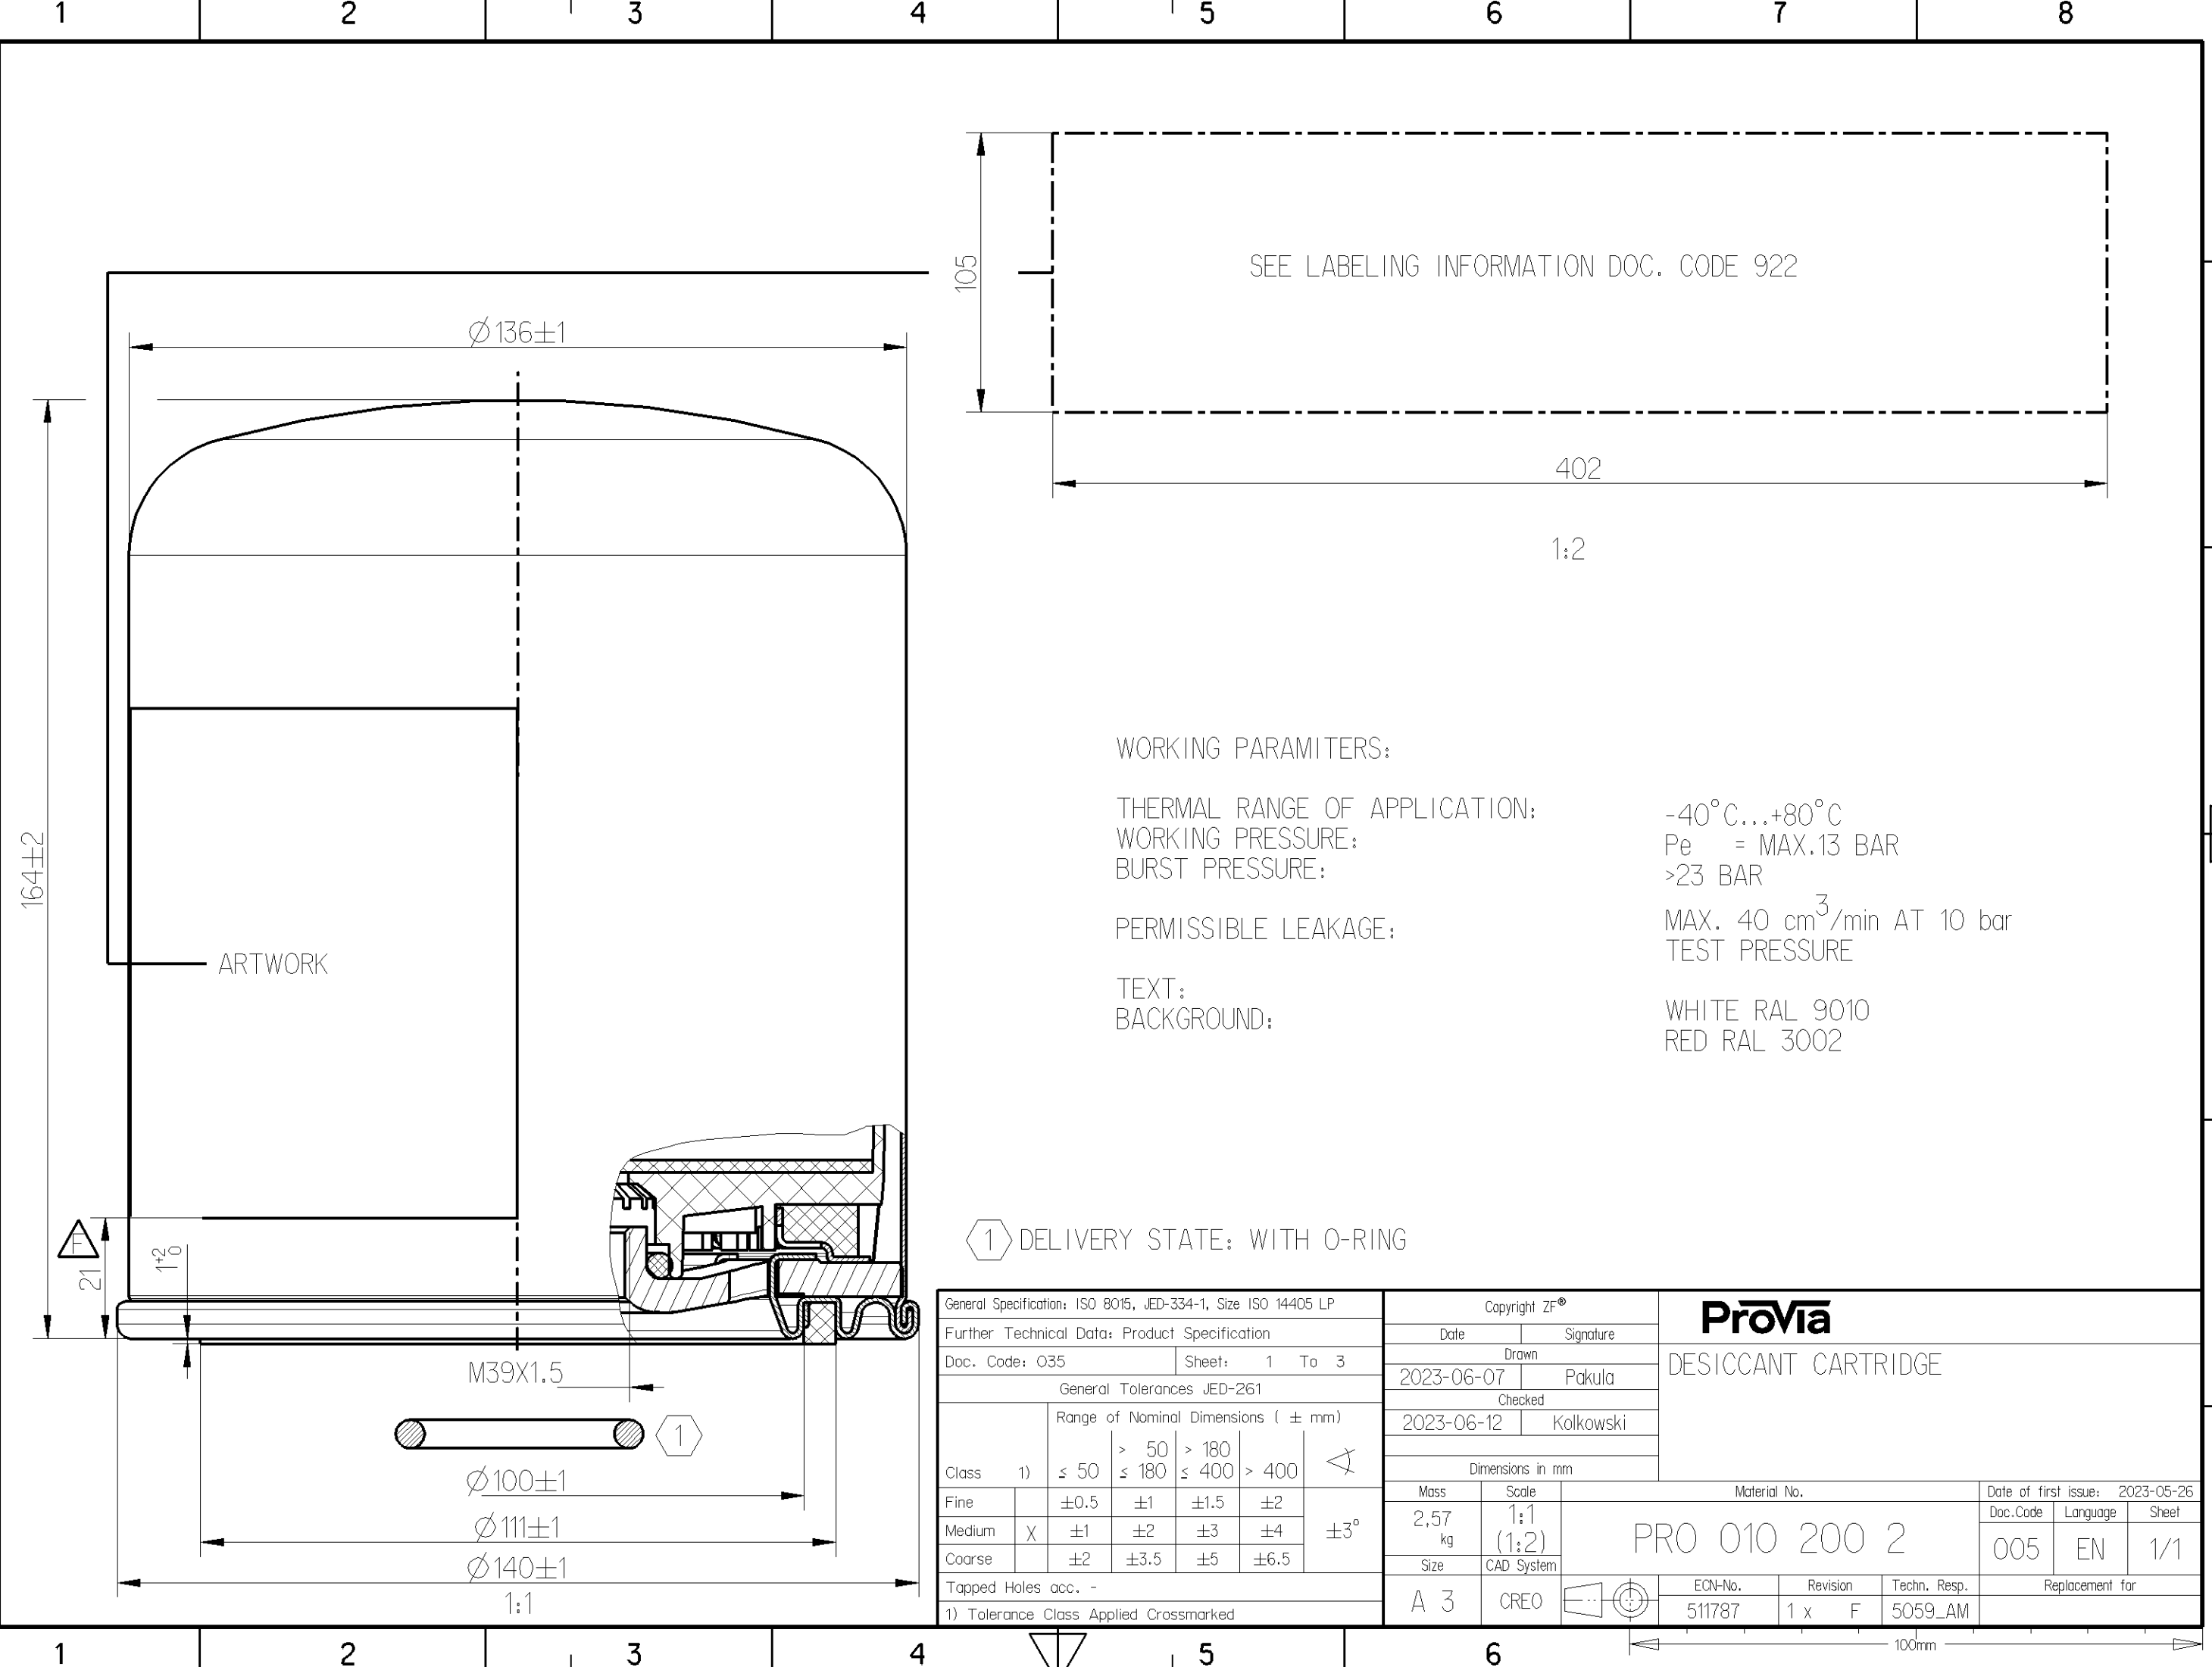 1 2 3 4 5 6 7 8
105
SEE LABELING INFORMATION DOC. CODE 922
402
1:2
Ø136±1
164±2
ARTWORK
F
21
1+2 0
M39X1.5
1
Ø100±1
Ø111±1
Ø140±1
1:1
WORKING PARAMITERS:
THERMAL RANGE OF APPLICATION: -40°C...+80°C
WORKING PRESSURE: Pe = MAX.13 BAR
BURST PRESSURE: >23 BAR
PERMISSIBLE LEAKAGE: MAX. 40 cm³/min AT 10 bar
TEST PRESSURE
TEXT: WHITE RAL 9010
BACKGROUND: RED RAL 3002
1 DELIVERY STATE: WITH O-RING
General Specification: ISO 8015, JED-334-1, Size ISO 14405 LP
Further Technical Data: Product Specification
Doc. Code: 035 Sheet: 1 To 3
General Tolerances JED-261
Range of Nominal Dimensions ( ± mm)
> 50 > 180
Class 1) ≤ 50 ≤ 180 ≤ 400 > 400
Fine ±0.5 ±1 ±1.5 ±2
Medium X ±1 ±2 ±3 ±4 ±3°
Coarse ±2 ±3.5 ±5 ±6.5
Tapped Holes acc. -
1) Tolerance Class Applied Crossmarked
Copyright ZF®
Date Signature
Drawn
2023-06-07 Pakula
Checked
2023-06-12 Kolkowski
Dimensions in mm
Mass Scale
2,57 kg 1:1 (1:2)
Size CAD System
A 3 CREO
ProVia
DESICCANT CARTRIDGE
Material No.
PRO 010 200 2
Date of first issue: 2023-05-26
Doc.Code Language Sheet
005 EN 1/1
ECN-No. Revision Techn. Resp. Replacement for
511787 1 x F 5059_AM
100mm
1 2 3 4 5 6